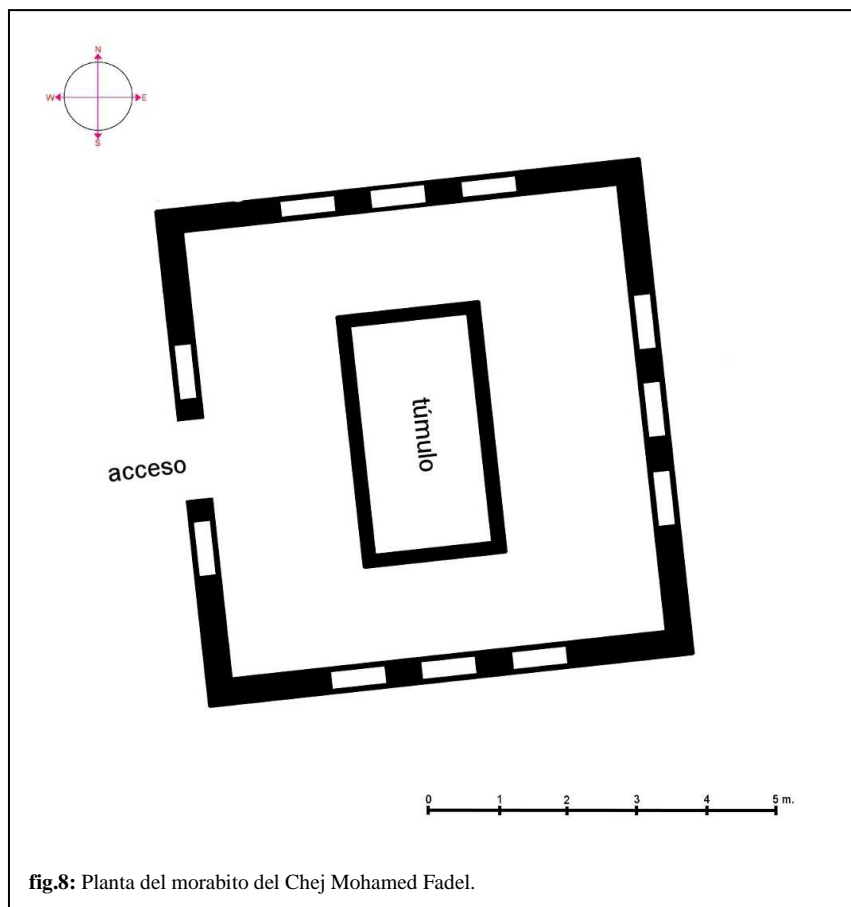 N
W E
S
túmulo
acceso
0 1 2 3 4 5 m.
fig.8: Planta del morabito del Chej Mohamed Fadel.